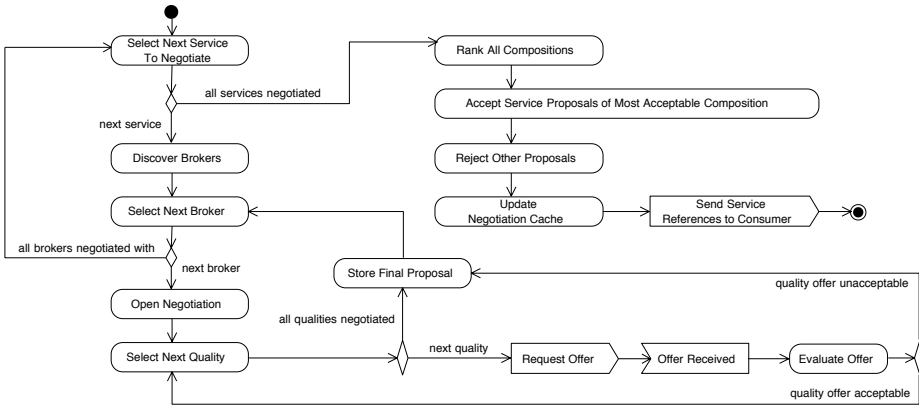 Select Next Service
To Negotiate
Rank All Compositions
all services negotiated
Accept Service Proposals of Most Acceptable Composition
next service
Discover Brokers
Reject Other Proposals
Select Next Broker
Update
Negotiation Cache
Send Service
References to Consumer
all brokers negotiated with
next broker
Store Final Proposal
quality offer unacceptable
Open Negotiation
all qualities negotiated
Select Next Quality
next quality
Request Offer
Offer Received
Evaluate Offer
quality offer acceptable